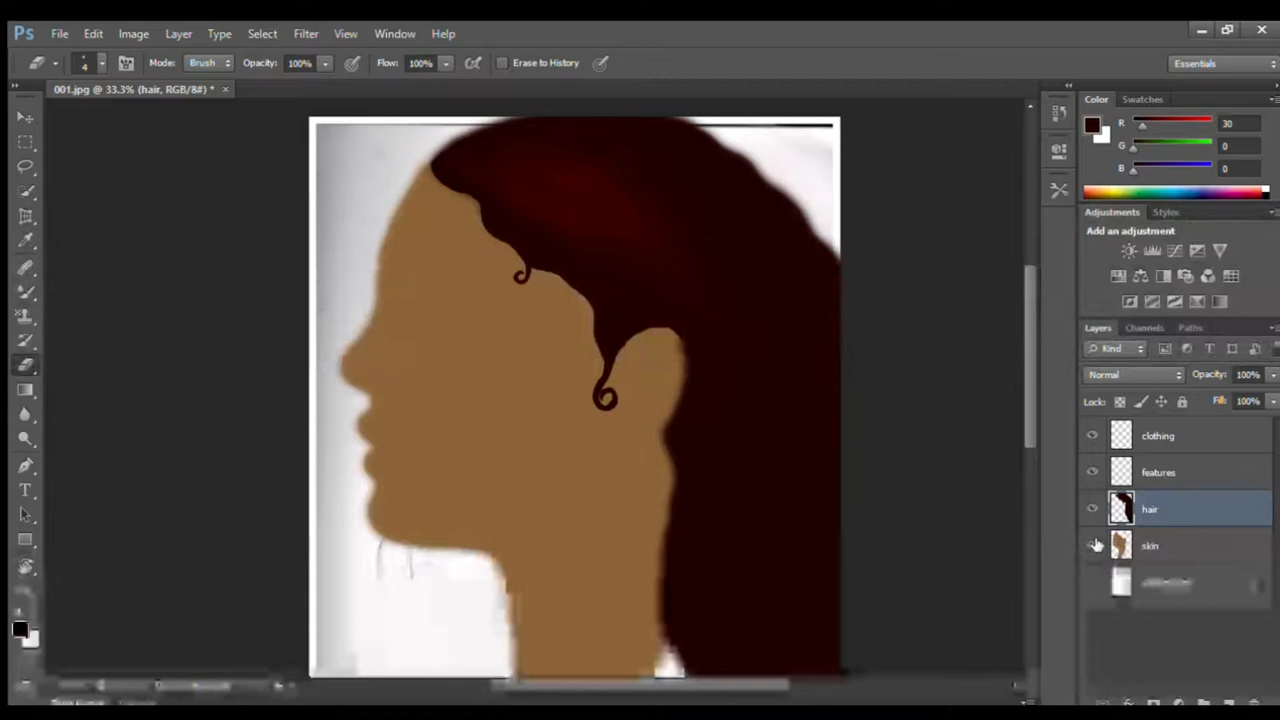 Ps File Edit Image Layer Type Select Filter View Window Help
4 Mode: Brush Opacity: 100% Flow: 100% Erase to History Essentials
001.jpg @ 33.3% (hair, RGB/8#) * ×
Color Swatches
R 30
G 0
B 0
Adjustments Styles
Add an adjustment
Layers Channels Paths
Kind
Normal Opacity: 100%
Lock: Fill: 100%
clothing
features
hair
skin